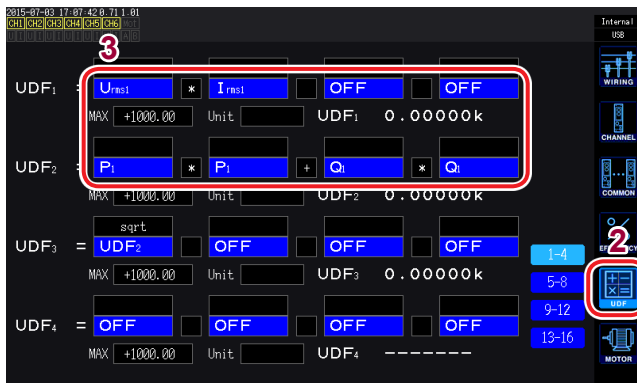 2015-07-03 17:07:42 0.71 1.01
CH1 CH2 CH3 CH4 CH5 CH6 Mot
Internal
USB
3
WIRING
UDF1 = Urms1 * Irms1 OFF OFF
MAX +1000.00 Unit UDF1 0.00000k
CHANNEL
UDF2 = P1 * P1 + Q1 * Q1
MAX +1000.00 Unit UDF2 0.00000k
COMMON
sqrt
UDF3 = UDF2 OFF OFF OFF
2
1-4
MAX +1000.00 Unit UDF3 0.00000k
5-8
UDF
9-12
UDF4 = OFF OFF OFF OFF
13-16
MAX +1000.00 Unit UDF4 -------
MOTOR